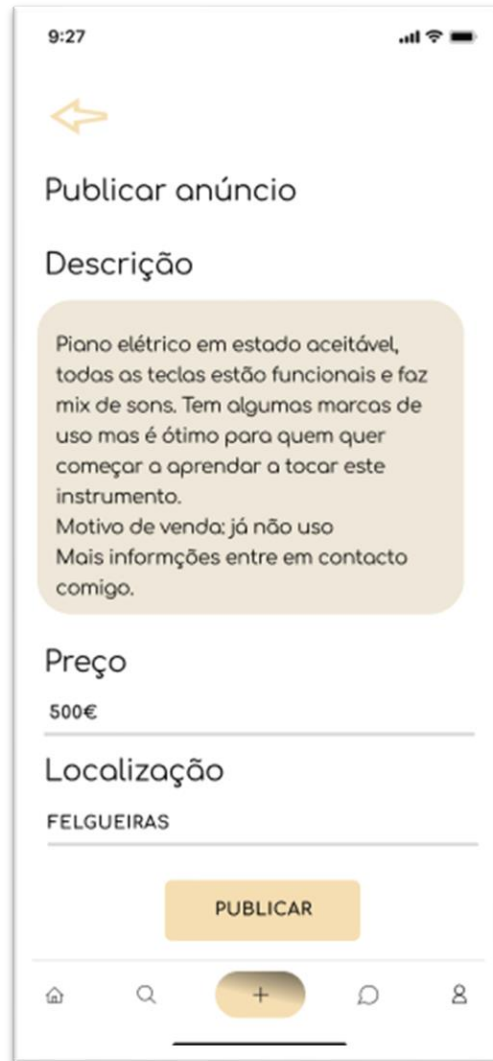 9:27
Publicar anúncio
Descrição
Piano elétrico em estado aceitável,
todas as teclas estão funcionais e faz
mix de sons. Tem algumas marcas de
uso mas é ótimo para quem quer
começar a aprendar a tocar este
instrumento.
Motivo de venda: já não uso
Mais informções entre em contacto
comigo.
Preço
500€
Localização
FELGUEIRAS
PUBLICAR